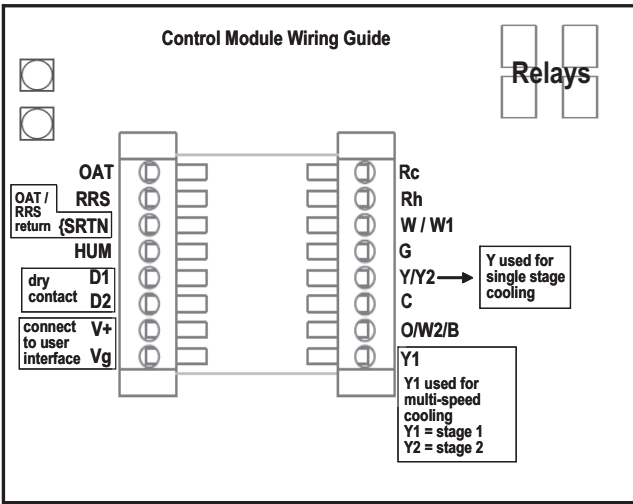 Control Module Wiring Guide
Relays
OAT
RRS
OAT /
RRS
return {SRTN
HUM
dry
contact
D1
D2
connect
to user
interface
V+
Vg
Rc
Rh
W / W1
G
Y/Y2
C
O/W2/B
Y1
Y used for
single stage
cooling
Y1 used for
multi-speed
cooling
Y1 = stage 1
Y2 = stage 2